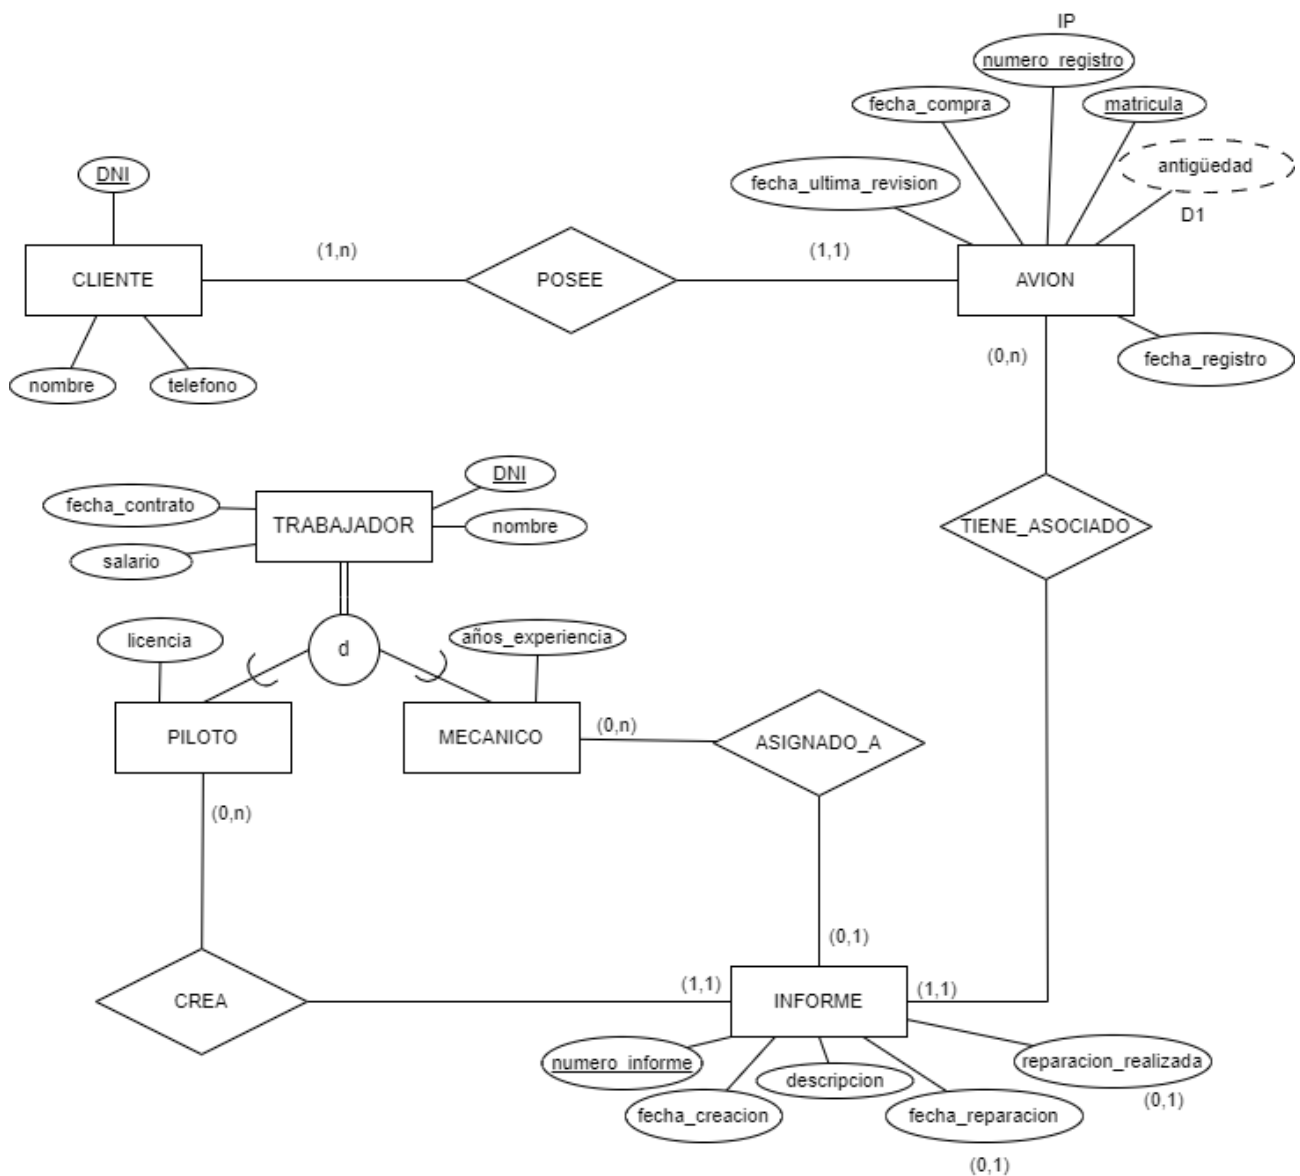 IP
numero_registro
fecha_compra
matricula
antigüedad
DNI
fecha_ultima_revision
D1
(1,n)
(1,1)
CLIENTE
POSEE
AVION
(0,n)
fecha_registro
nombre
telefono
DNI
fecha_contrato
TRABAJADOR
nombre
TIENE_ASOCIADO
salario
licencia
d
años_experiencia
(0,n)
PILOTO
MECANICO
ASIGNADO_A
(0,n)
(0,1)
(1,1)
(1,1)
CREA
INFORME
numero_informe
reparacion_realizada
descripcion
(0,1)
fecha_creacion
fecha_reparacion
(0,1)